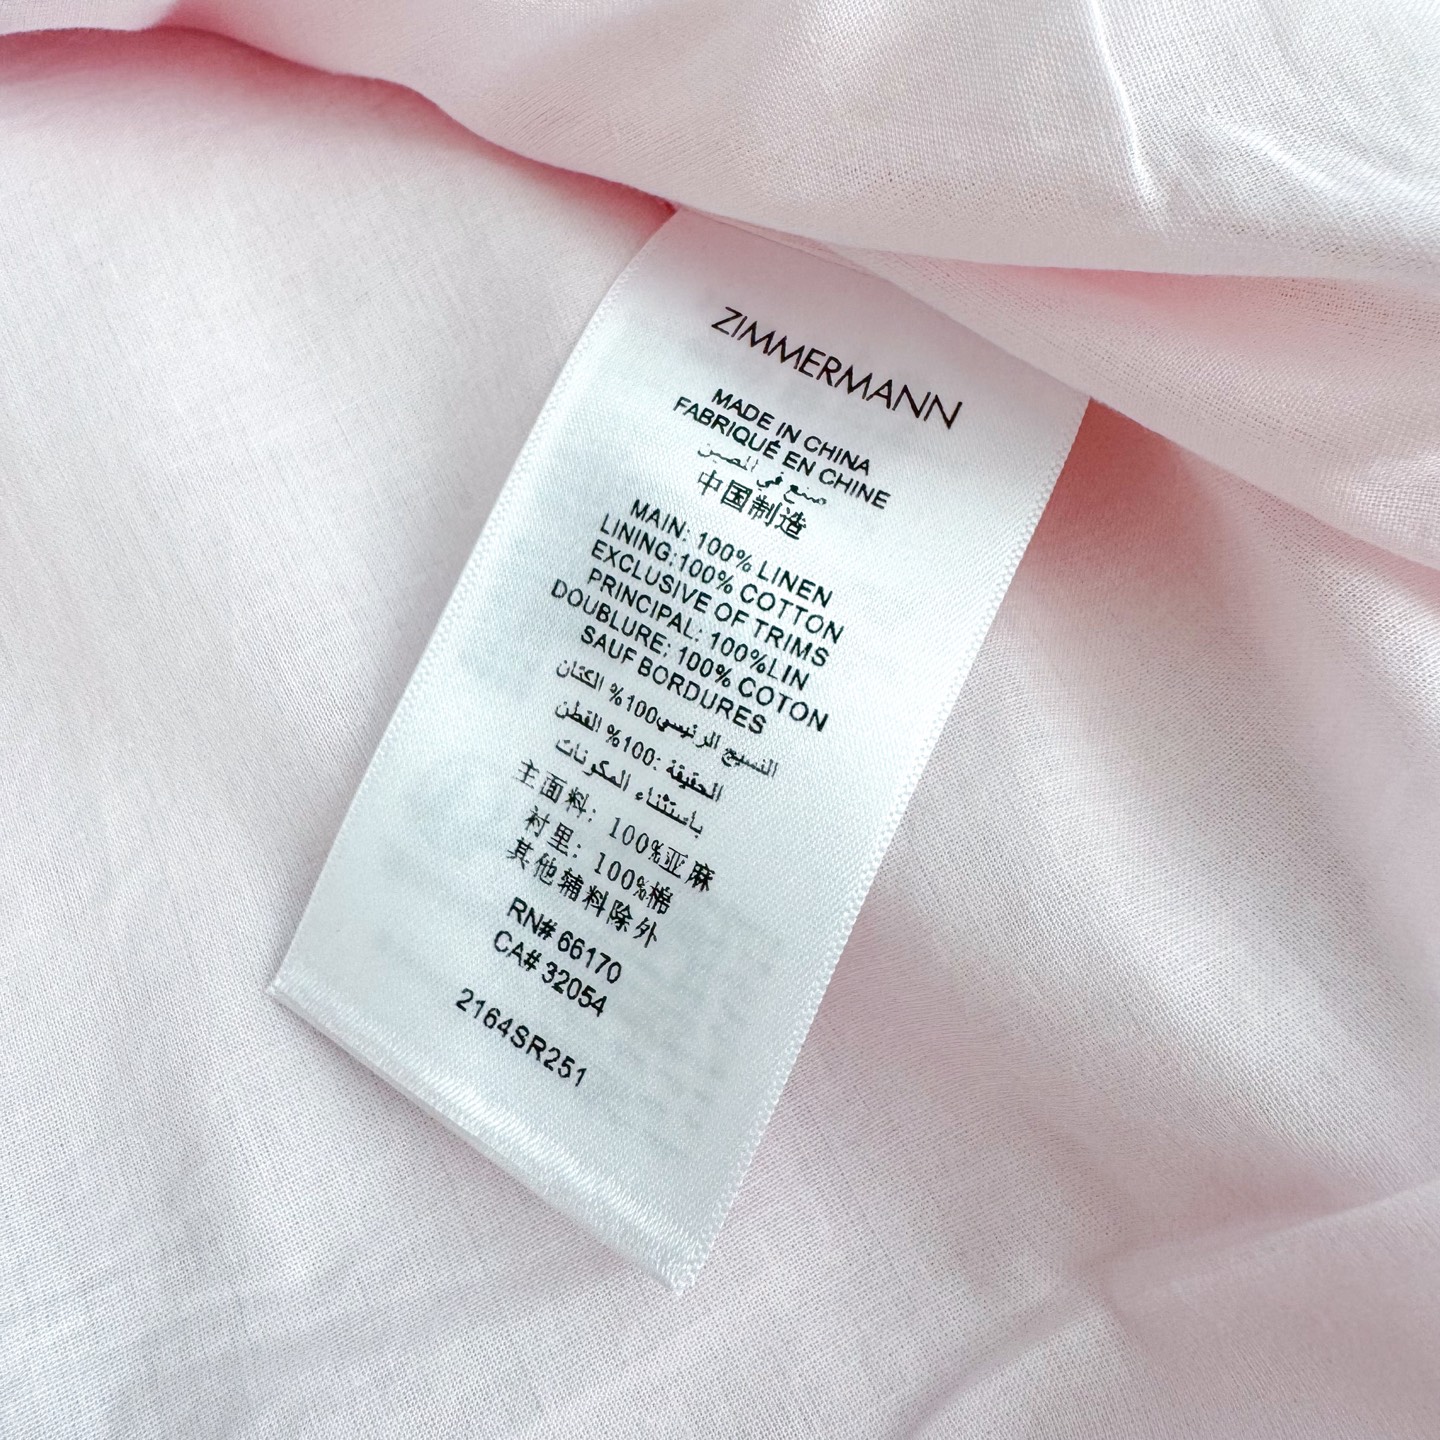 ZIMMERMANN
MADE IN CHINA
FABRIQUÉ EN CHINE
صنع في الصين
中国制造
MAIN: 100% LINEN
LINING:100% COTTON
EXCLUSIVE OF TRIMS
PRINCIPAL: 100%LIN
DOUBLURE: 100% COTON
SAUF BORDURES
النسيج الرئيسي100% الكتان
الحقيقة :100% القطن
باستثناء المكونات
主面料: 100%亚麻
衬里: 100%棉
其他辅料除外
RN# 66170
CA# 32054
2164SR251